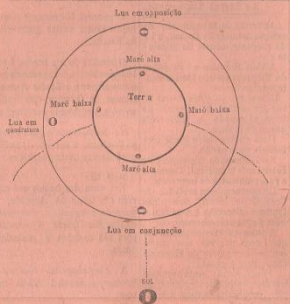 Lua em opposição
Maré alta
Terra
Maré baixa
Maré baixa
Lua em
quadratura
Maré alta
Lua em conjuncção
SOL